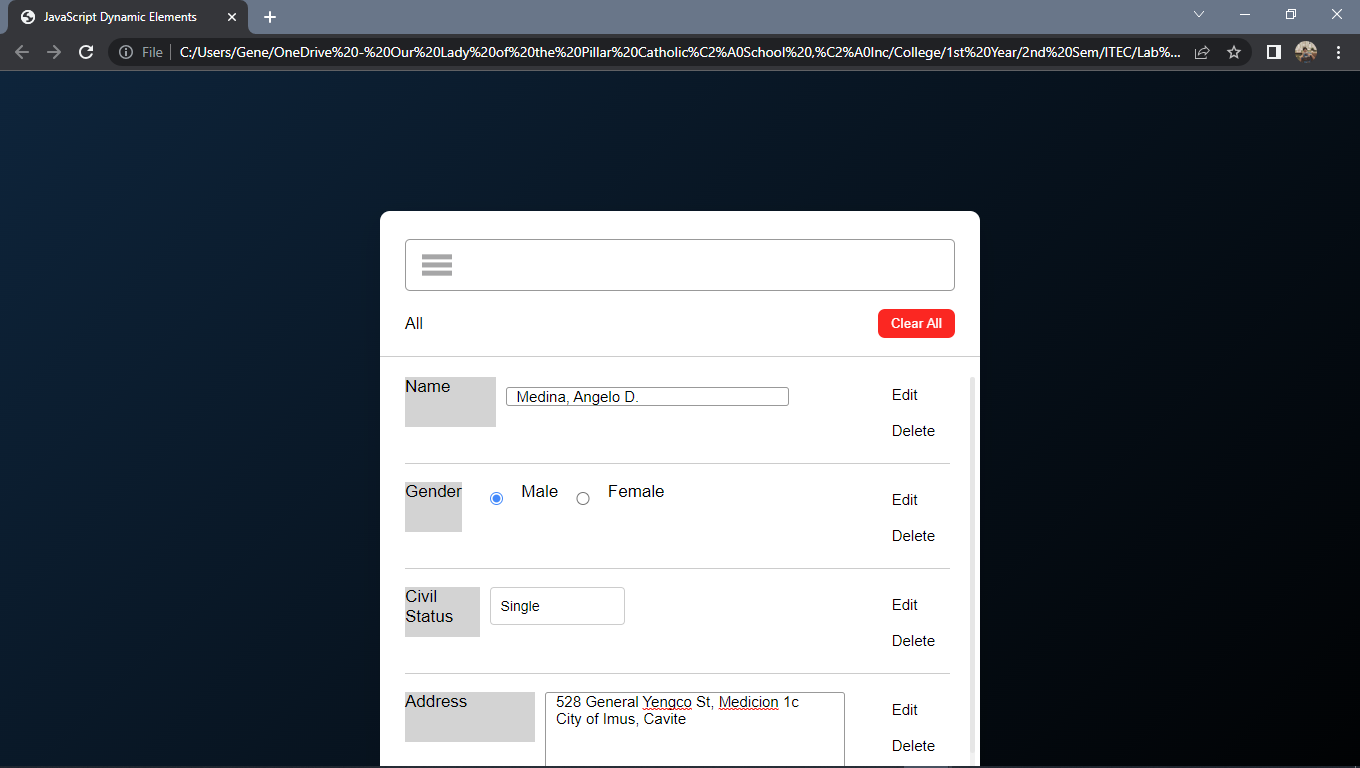 JavaScript Dynamic Elements
File
C:/Users/Gene/OneDrive%20-%20Our%20Lady%20of%20the%20Pillar%20Catholic%C2%A0School%20,%C2%A0Inc/College/1st%20Year/2nd%20Sem/ITEC/Lab%...
All
Clear All
Name
Medina, Angelo D.
Edit
Delete
Gender
Male
Female
Edit
Delete
Civil
Status
Single
Edit
Delete
Address
528 General Yengco St, Medicion 1c
City of Imus, Cavite
Edit
Delete